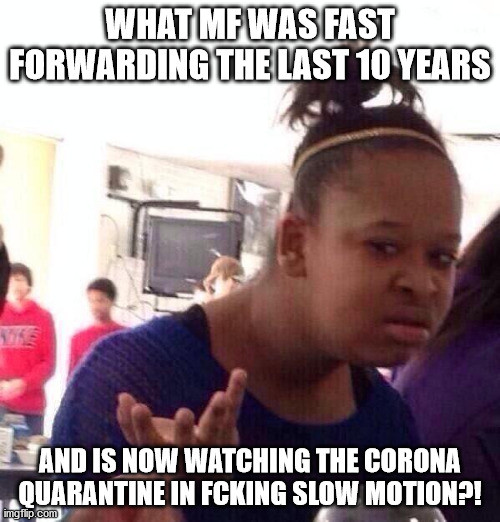 WHAT MF WAS FAST
FORWARDING THE LAST 10 YEARS
AND IS NOW WATCHING THE CORONA
QUARANTINE IN FCKING SLOW MOTION?!
imgflip.com